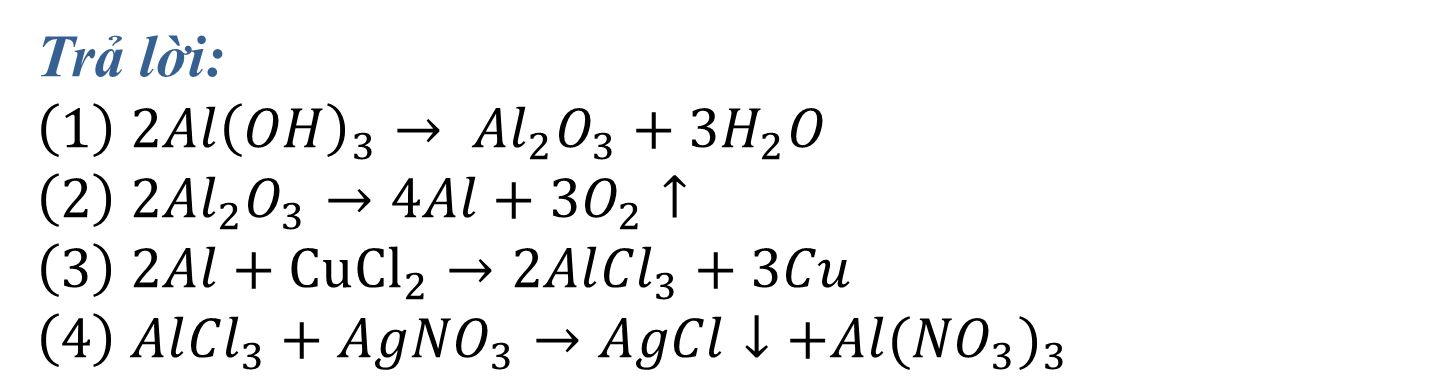 Trả lời:
(1) 2Al(OH)₃ → Al₂O₃ + 3H₂O
(2) 2Al₂O₃ → 4Al + 3O₂ ↑
(3) 2Al + CuCl₂ → 2AlCl₃ + 3Cu
(4) AlCl₃ + AgNO₃ → AgCl ↓ +Al(NO₃)₃